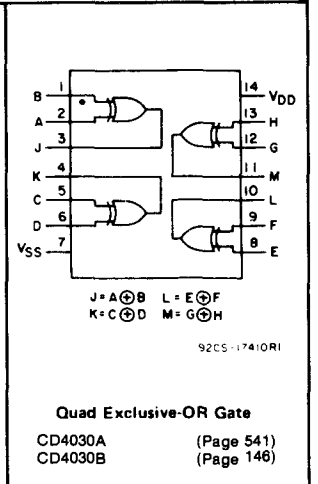 B 1 14 VDD
A 2 13 H
J 3 12 G
K 4 11 M
C 5 10 L
D 6 9 F
VSS 7 8 E
J=A⊕B L=E⊕F
K=C⊕D M=G⊕H
92CS-17410R1
Quad Exclusive-OR Gate
CD4030A (Page 541)
CD4030B (Page 146)